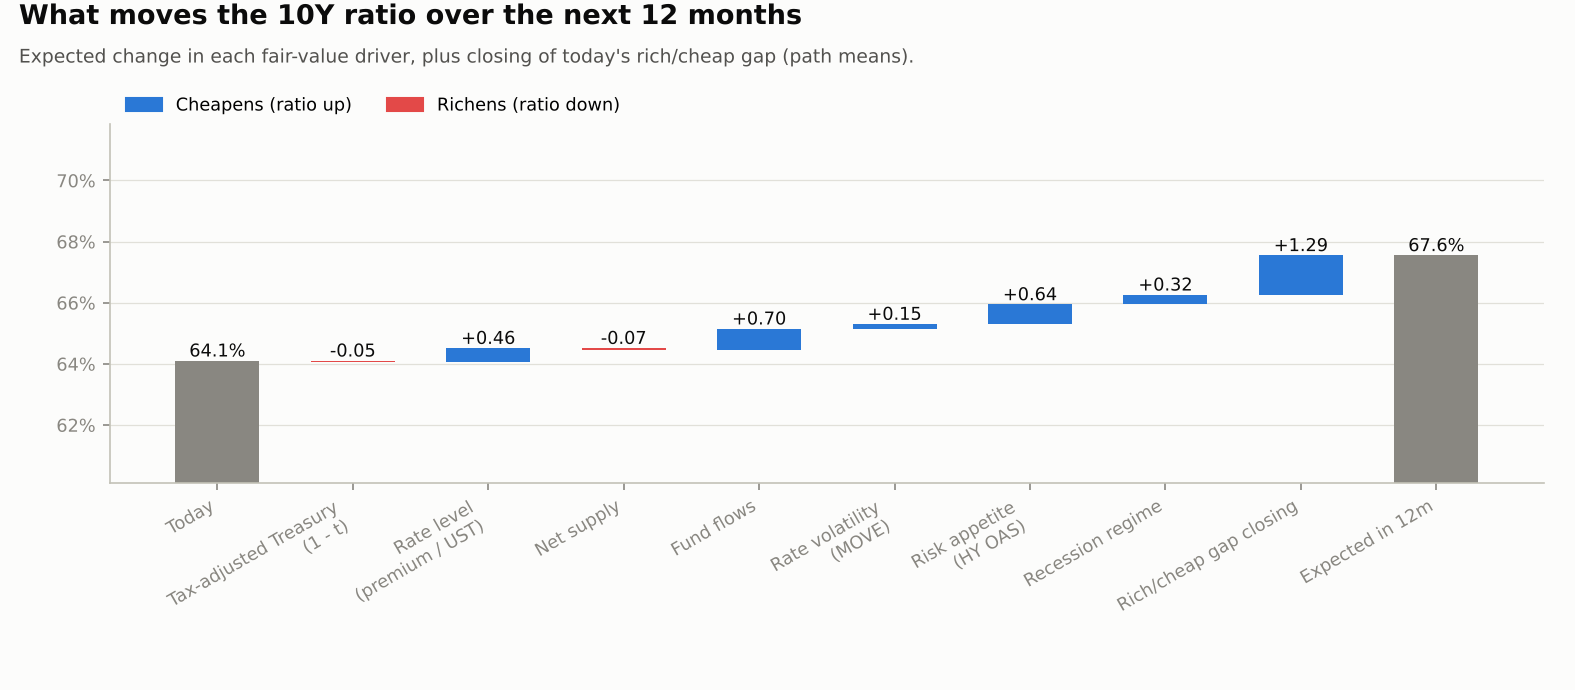 What moves the 10Y ratio over the next 12 months
Expected change in each fair-value driver, plus closing of today's rich/cheap gap (path means).
Cheapens (ratio up)
Richens (ratio down)
70%
68%
66%
64%
62%
64.1%
-0.05
+0.46
-0.07
+0.70
+0.15
+0.64
+0.32
+1.29
67.6%
Today
Tax-adjusted Treasury
(1 - t)
Rate level
(premium / UST)
Net supply
Fund flows
Rate volatility
(MOVE)
Risk appetite
(HY OAS)
Recession regime
Rich/cheap gap closing
Expected in 12m